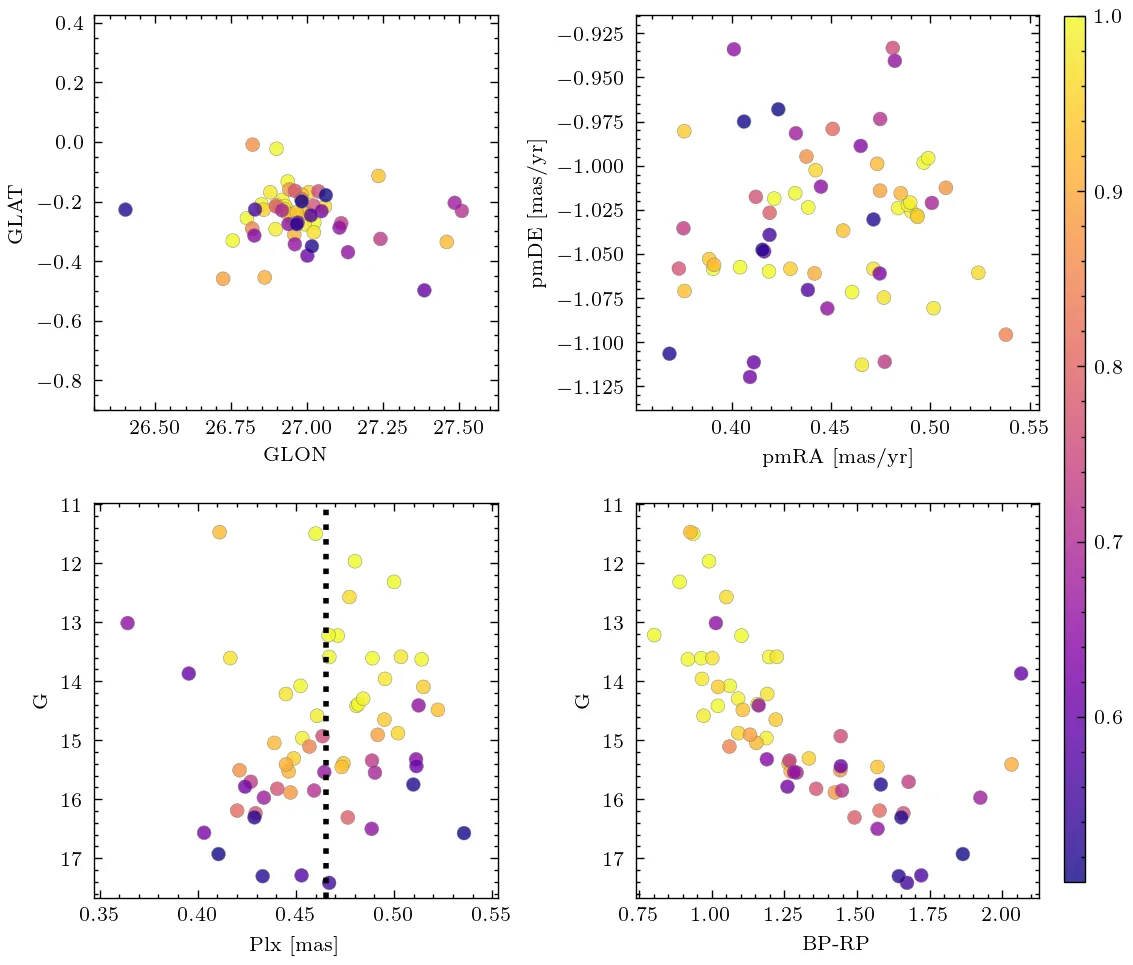 0.4
0.2
0.0
−0.2
−0.4
−0.6
−0.8
GLAT
26.50 26.75 27.00 27.25 27.50
GLON
−0.925
−0.950
−0.975
−1.000
−1.025
−1.050
−1.075
−1.100
−1.125
pmDE [mas/yr]
0.40 0.45 0.50 0.55
pmRA [mas/yr]
1.0
0.9
0.8
0.7
0.6
11
12
13
14
15
16
17
G
0.35 0.40 0.45 0.50 0.55
Plx [mas]
11
12
13
14
15
16
17
G
0.75 1.00 1.25 1.50 1.75 2.00
BP-RP